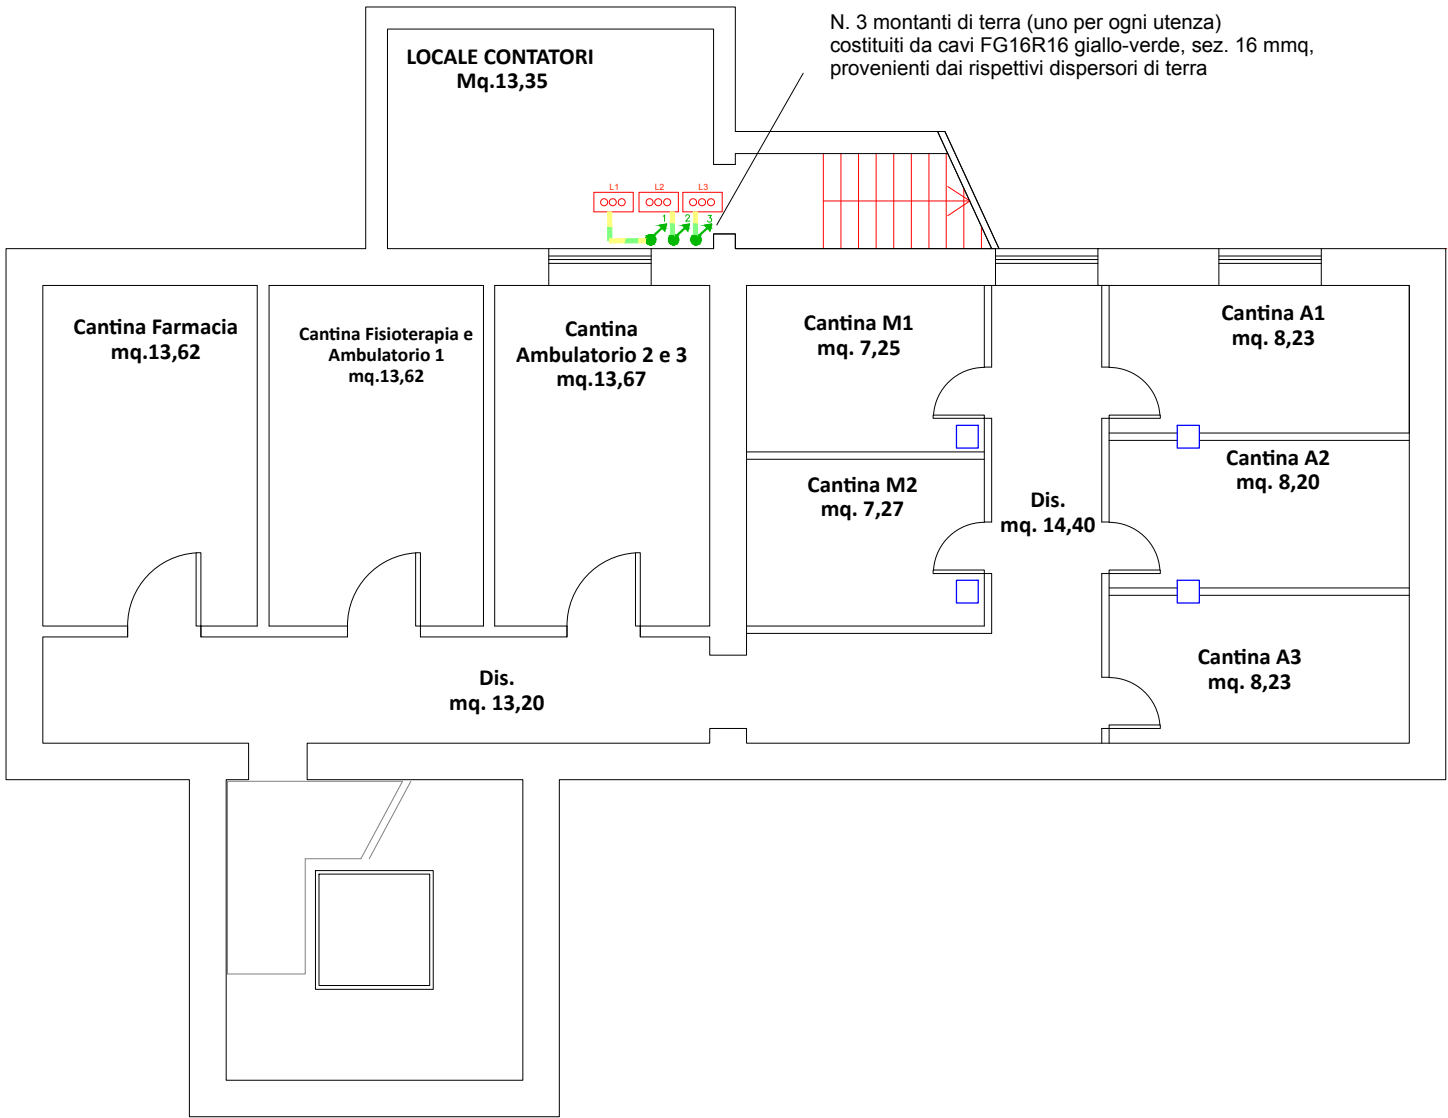 N. 3 montanti di terra (uno per ogni utenza)
costituiti da cavi FG16R16 giallo-verde, sez. 16 mmq,
provenienti dai rispettivi dispersori di terra
LOCALE CONTATORI
Mq.13,35
L1
L2
L3
1
2
3
Cantina Farmacia
mq.13,62
Cantina Fisioterapia e
Ambulatorio 1
mq.13,62
Cantina
Ambulatorio 2 e 3
mq.13,67
Cantina M1
mq. 7,25
Cantina A1
mq. 8,23
Cantina M2
mq. 7,27
Dis.
mq. 14,40
Cantina A2
mq. 8,20
Cantina A3
mq. 8,23
Dis.
mq. 13,20